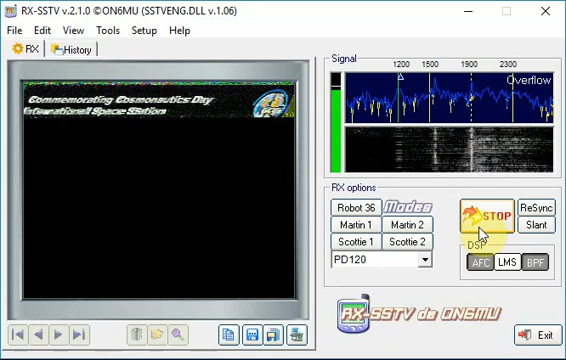 RX-SSTV v.2.1.0 ©ON6MU (SSTVENG.DLL v.1.06)
File Edit View Tools Setup Help
RX History
Commemorating Cosmonautics Day
International Space Station
Signal
1200 1500 1900 2300
Overflow
RX options
Robot 36 Modes
Martin 1 Martin 2
Scottie 1 Scottie 2
PD120
STOP
ReSync
Slant
DSP
AFC LMS BPF
RX-SSTV de ON6MU
Exit